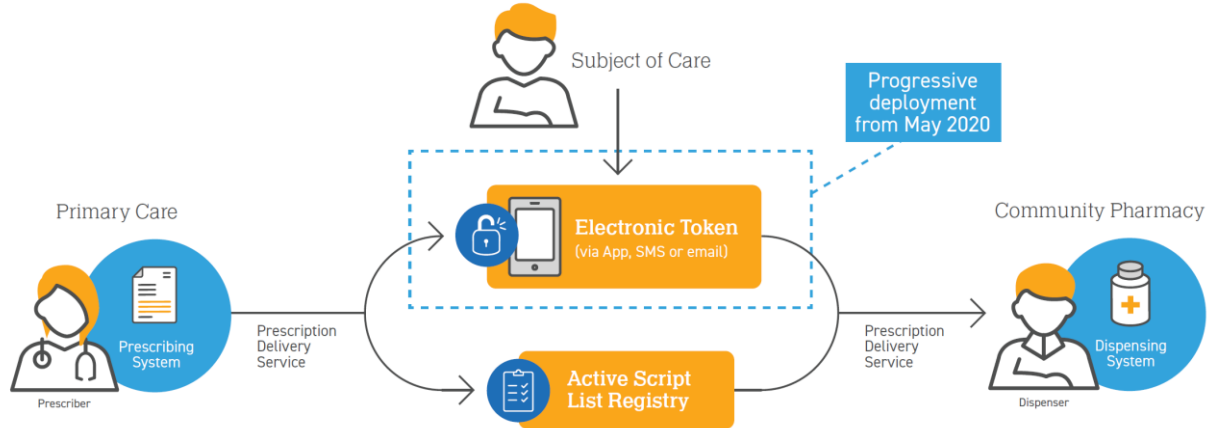 Subject of Care
Progressive
deployment
from May 2020
Primary Care
Community Pharmacy
Electronic Token
(via App, SMS or email)
Prescribing
System
Prescription
Delivery
Service
Prescription
Delivery
Service
Dispensing
System
Active Script
List Registry
Prescriber
Dispenser